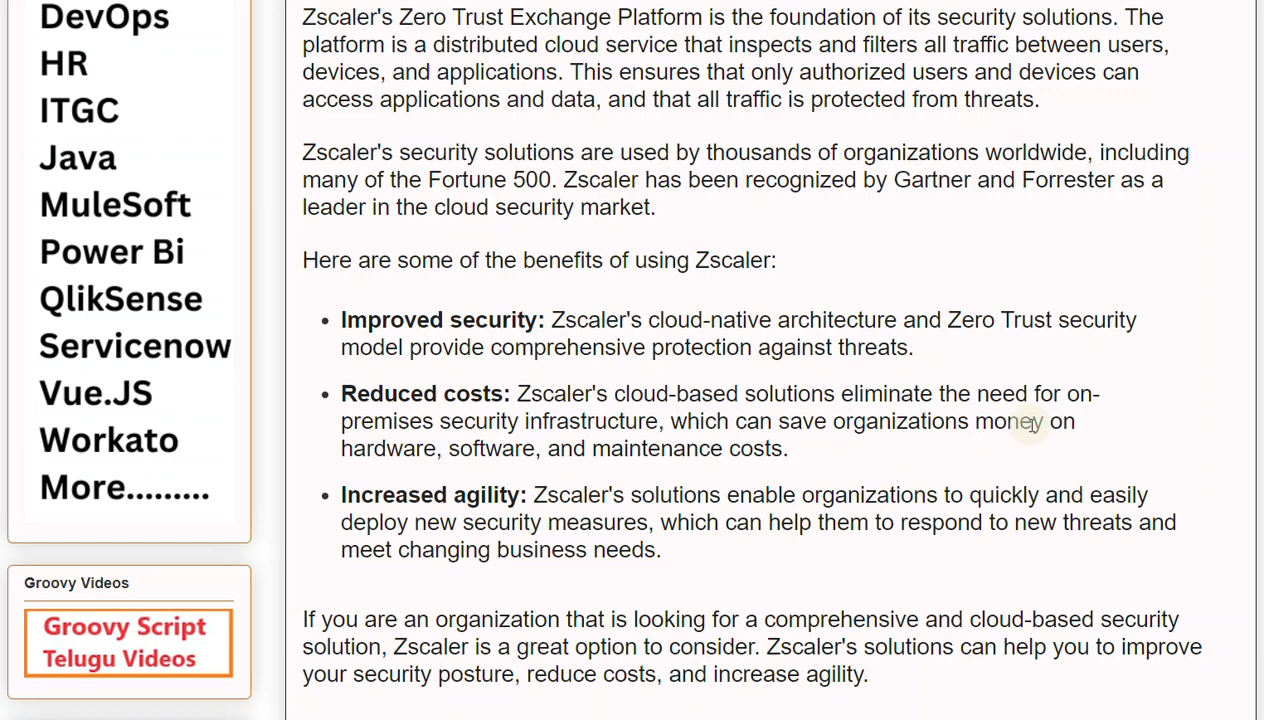 DevOps
HR
ITGC
Java
MuleSoft
Power Bi
QlikSense
Servicenow
Vue.JS
Workato
More.........
Groovy Videos
Groovy Script
Telugu Videos
Zscaler's Zero Trust Exchange Platform is the foundation of its security solutions. The
platform is a distributed cloud service that inspects and filters all traffic between users,
devices, and applications. This ensures that only authorized users and devices can
access applications and data, and that all traffic is protected from threats.
Zscaler's security solutions are used by thousands of organizations worldwide, including
many of the Fortune 500. Zscaler has been recognized by Gartner and Forrester as a
leader in the cloud security market.
Here are some of the benefits of using Zscaler:
• Improved security: Zscaler's cloud-native architecture and Zero Trust security
model provide comprehensive protection against threats.
• Reduced costs: Zscaler's cloud-based solutions eliminate the need for on-
premises security infrastructure, which can save organizations money on
hardware, software, and maintenance costs.
• Increased agility: Zscaler's solutions enable organizations to quickly and easily
deploy new security measures, which can help them to respond to new threats and
meet changing business needs.
If you are an organization that is looking for a comprehensive and cloud-based security
solution, Zscaler is a great option to consider. Zscaler's solutions can help you to improve
your security posture, reduce costs, and increase agility.